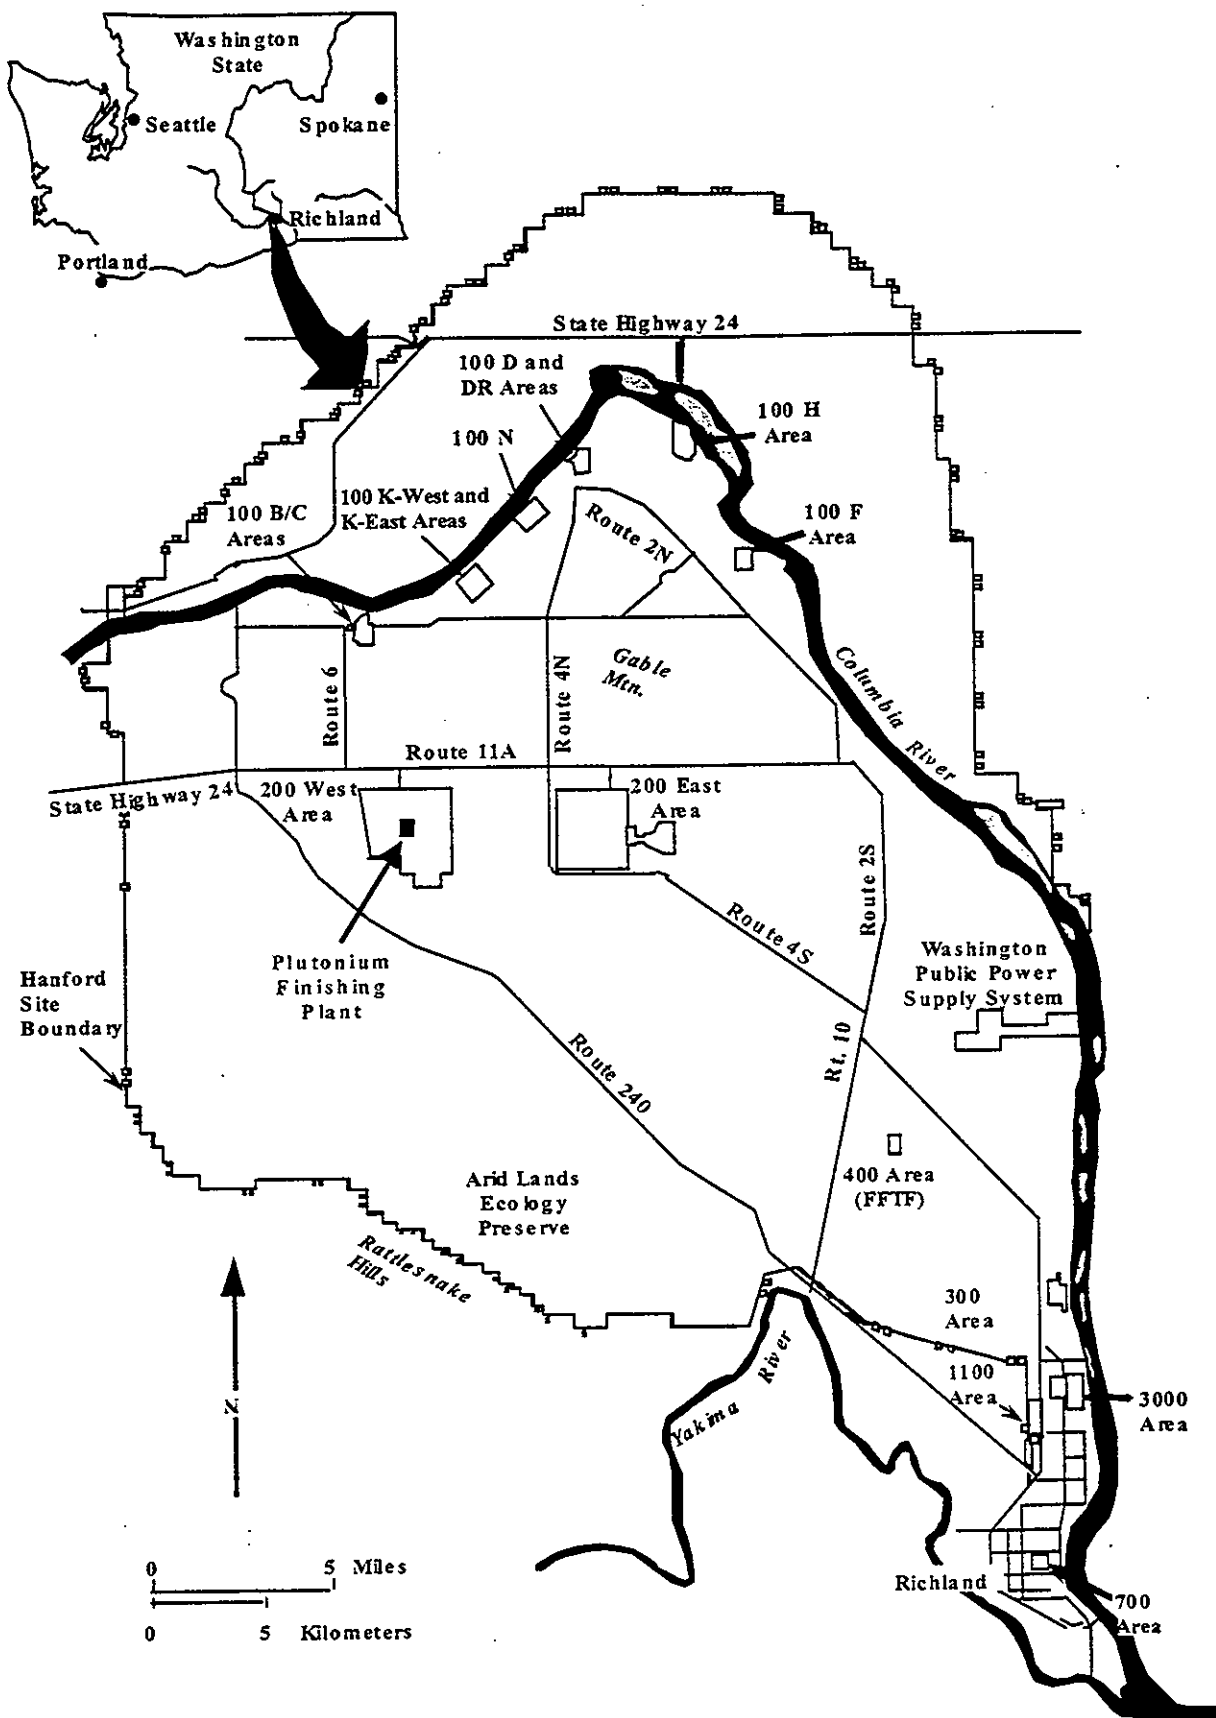 Washington
State
Seattle
Spokane
Richland
Portland
State Highway 24
100 D and
DR Areas
100 H
Area
100 N
100 K-West and
K-East Areas
100 B/C
Areas
Route 2N
100 F
Area
Columbia River
Gable
Mtn.
Route 6
Route 4N
Route 11A
State Highway 24
200 West
Area
200 East
Area
Route 2S
Route 4S
Washington
Public Power
Supply System
Plutonium
Finishing
Plant
Hanford
Site
Boundary
Rt. 10
Route 240
400 Area
(FFTF)
Arid Lands
Ecology
Preserve
Rattlesnake
Hills
300
Area
1100
Area
3000
Area
Yakima River
N
0 5 Miles
0 5 Kilometers
Richland
700
Area